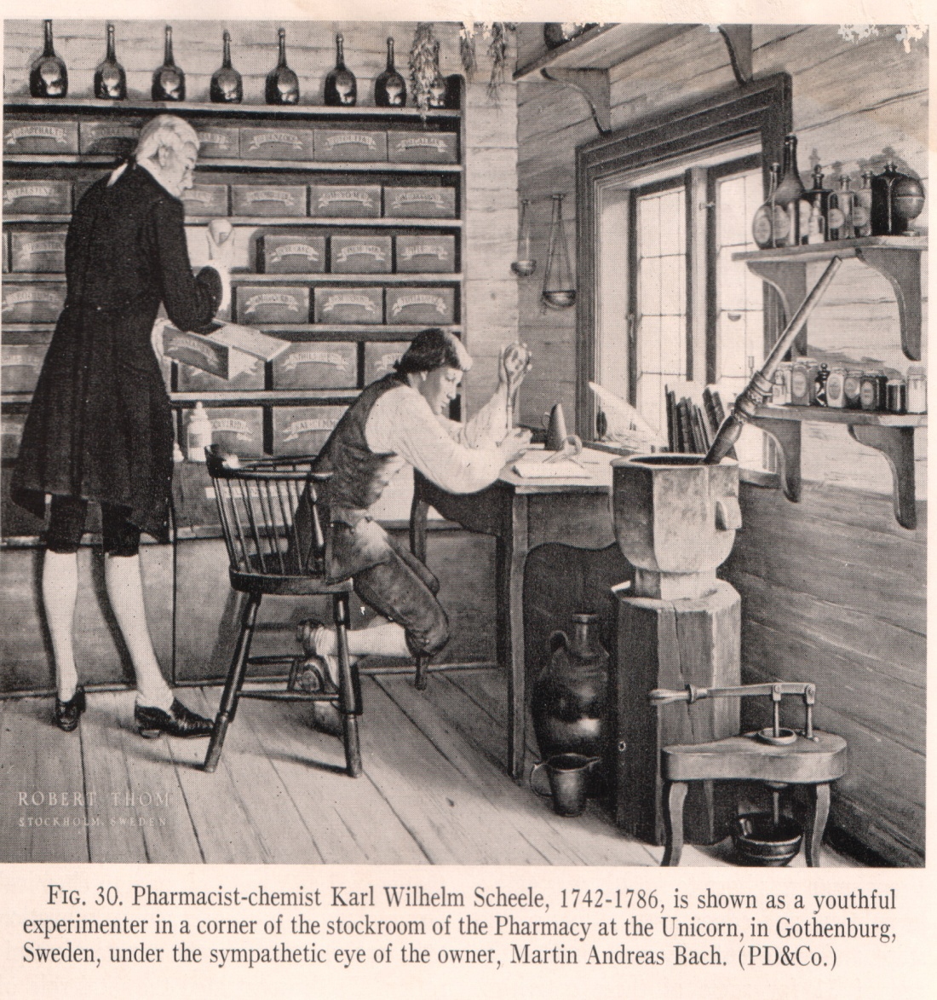 ROBERT THOM
STOCKHOLM, SWEDEN
FIG. 30. Pharmacist-chemist Karl Wilhelm Scheele, 1742-1786, is shown as a youthful
experimenter in a corner of the stockroom of the Pharmacy at the Unicorn, in Gothenburg,
Sweden, under the sympathetic eye of the owner, Martin Andreas Bach. (PD&Co.)